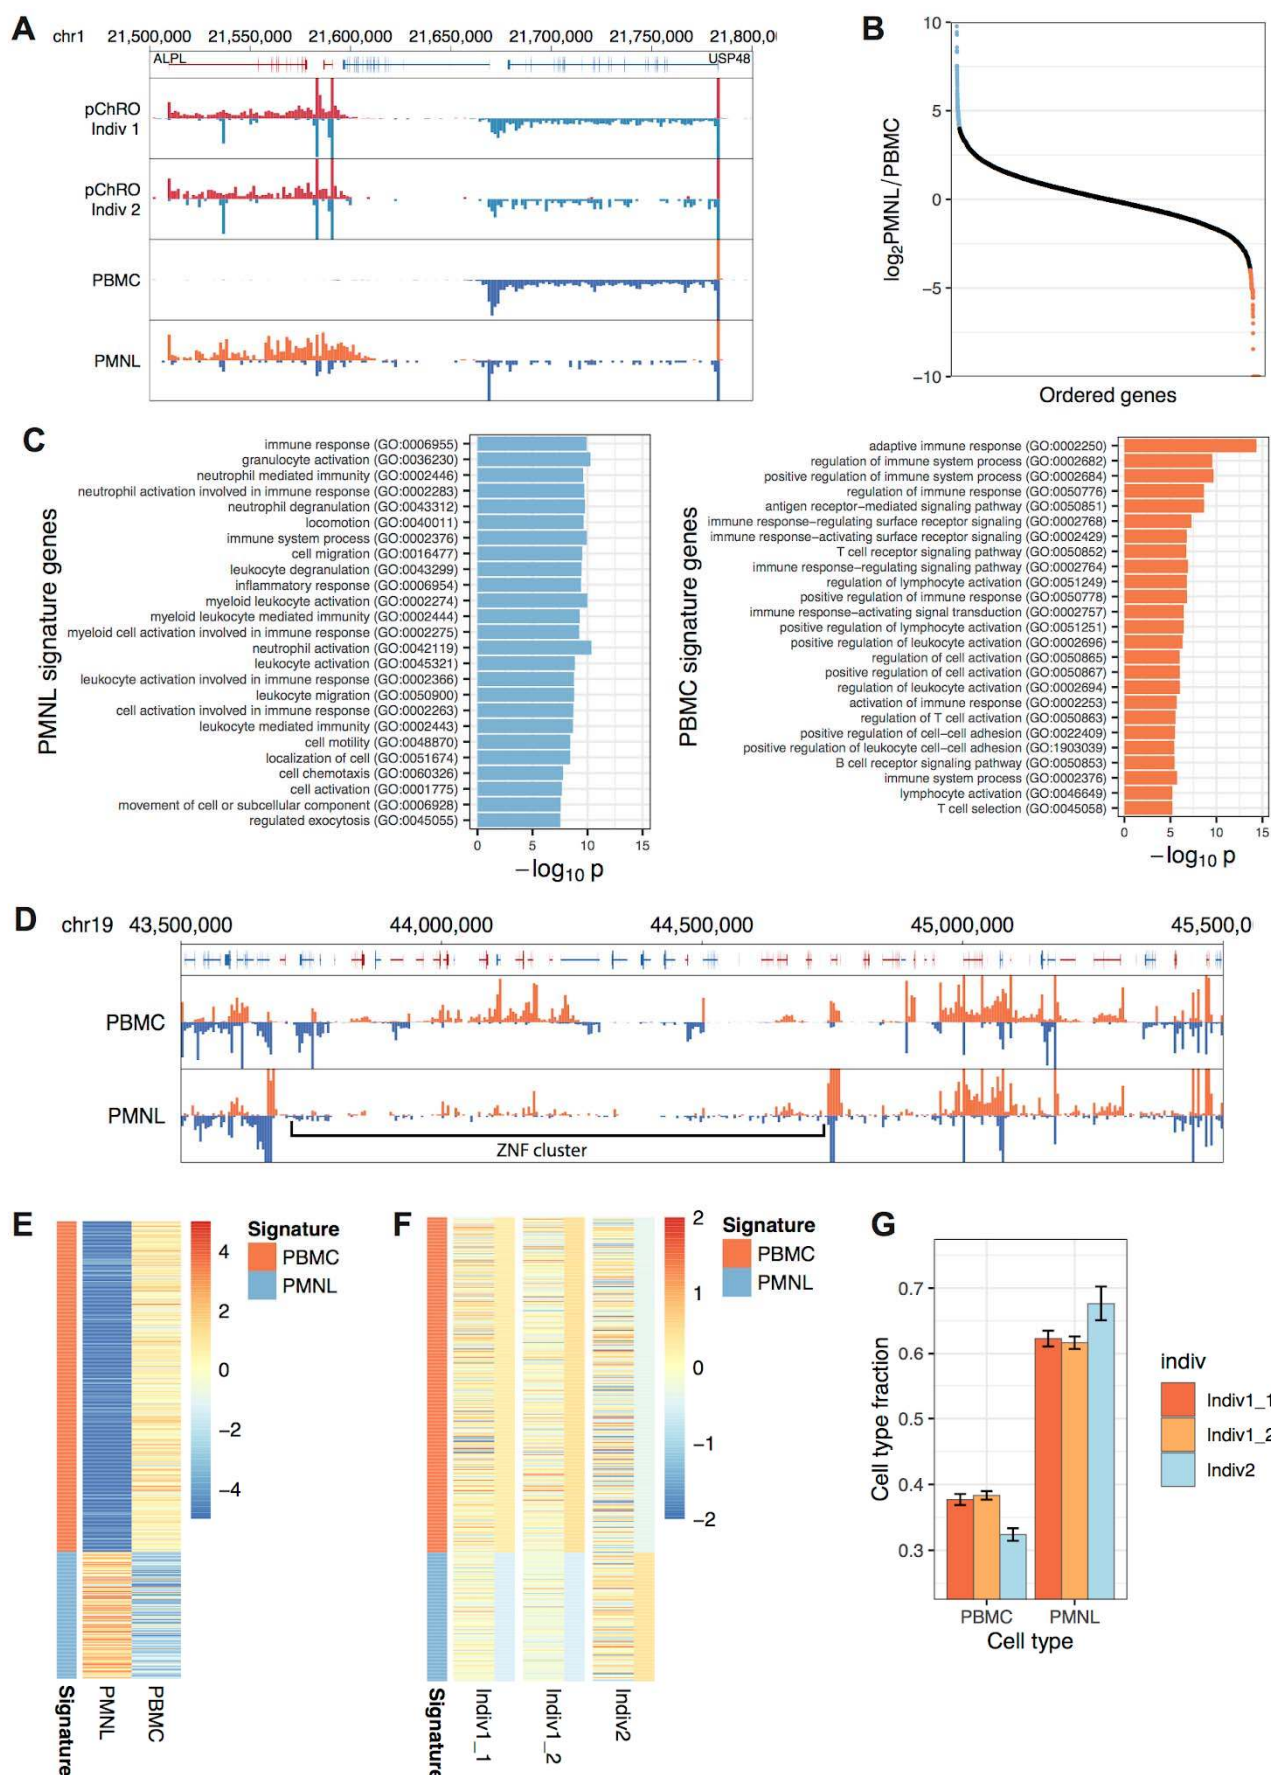 A
chr1 21,500,000 21,550,000 21,600,000 21,650,000 21,700,000 21,750,000 21,800,0
ALPL USP48
pChRO
Indiv 1
pChRO
Indiv 2
PBMC
PMNL
B
10
5
0
−5
−10
log2PMNL/PBMC
Ordered genes
C
PMNL signature genes
immune response (GO:0006955)
granulocyte activation (GO:0036230)
neutrophil mediated immunity (GO:0002446)
neutrophil activation involved in immune response (GO:0002283)
neutrophil degranulation (GO:0043312)
locomotion (GO:0040011)
immune system process (GO:0002376)
cell migration (GO:0016477)
leukocyte degranulation (GO:0043299)
inflammatory response (GO:0006954)
myeloid leukocyte activation (GO:0002274)
myeloid leukocyte mediated immunity (GO:0002444)
myeloid cell activation involved in immune response (GO:0002275)
neutrophil activation (GO:0042119)
leukocyte activation (GO:0045321)
leukocyte activation involved in immune response (GO:0002366)
leukocyte migration (GO:0050900)
cell activation involved in immune response (GO:0002263)
leukocyte mediated immunity (GO:0002443)
cell motility (GO:0048870)
localization of cell (GO:0051674)
cell chemotaxis (GO:0060326)
cell activation (GO:0001775)
movement of cell or subcellular component (GO:0006928)
regulated exocytosis (GO:0045055)
0 5 10 15
−log10 p
PBMC signature genes
adaptive immune response (GO:0002250)
regulation of immune system process (GO:0002682)
positive regulation of immune system process (GO:0002684)
regulation of immune response (GO:0050776)
antigen receptor−mediated signaling pathway (GO:0050851)
immune response−regulating surface receptor signaling (GO:0002768)
immune response−activating surface receptor signaling (GO:0002429)
T cell receptor signaling pathway (GO:0050852)
immune response−regulating signaling pathway (GO:0002764)
regulation of lymphocyte activation (GO:0051249)
positive regulation of immune response (GO:0050778)
immune response−activating signal transduction (GO:0002757)
positive regulation of lymphocyte activation (GO:0051251)
positive regulation of leukocyte activation (GO:0002696)
regulation of cell activation (GO:0050865)
positive regulation of cell activation (GO:0050867)
regulation of leukocyte activation (GO:0002694)
activation of immune response (GO:0002253)
regulation of T cell activation (GO:0050863)
positive regulation of cell−cell adhesion (GO:0022409)
positive regulation of leukocyte cell−cell adhesion (GO:1903039)
B cell receptor signaling pathway (GO:0050853)
immune system process (GO:0002376)
lymphocyte activation (GO:0046649)
T cell selection (GO:0045058)
0 5 10 15
−log10 p
D
chr19 43,500,000 44,000,000 44,500,000 45,000,000 45,500,0
PBMC
PMNL
ZNF cluster
E
Signature
PMNL
PBMC
4
2
0
−2
−4
Signature
PBMC
PMNL
F
Signature
Indiv1_1
Indiv1_2
Indiv2
2
1
0
−1
−2
Signature
PBMC
PMNL
G
0.7
0.6
0.5
0.4
0.3
Cell type fraction
PBMC PMNL
Cell type
indiv
Indiv1_1
Indiv1_2
Indiv2